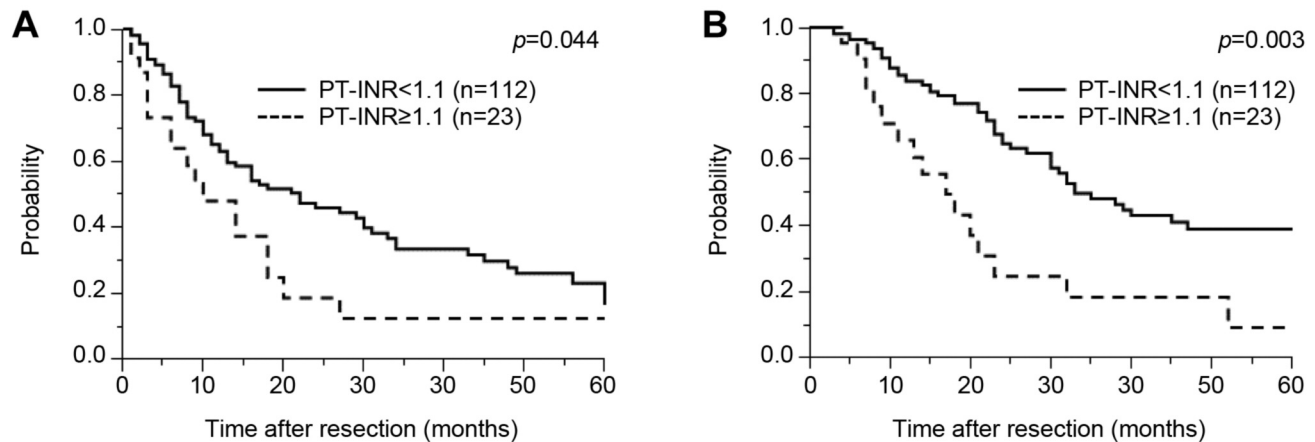 A
p=0.044
PT-INR<1.1 (n=112)
PT-INR≥1.1 (n=23)
Probability
1.0
0.8
0.6
0.4
0.2
0.0
0 10 20 30 30 50 60
Time after resection (months)
B
p=0.003
PT-INR<1.1 (n=112)
PT-INR≥1.1 (n=23)
Probability
1.0
0.8
0.6
0.4
0.2
0.0
0 10 20 30 30 50 60
Time after resection (months)